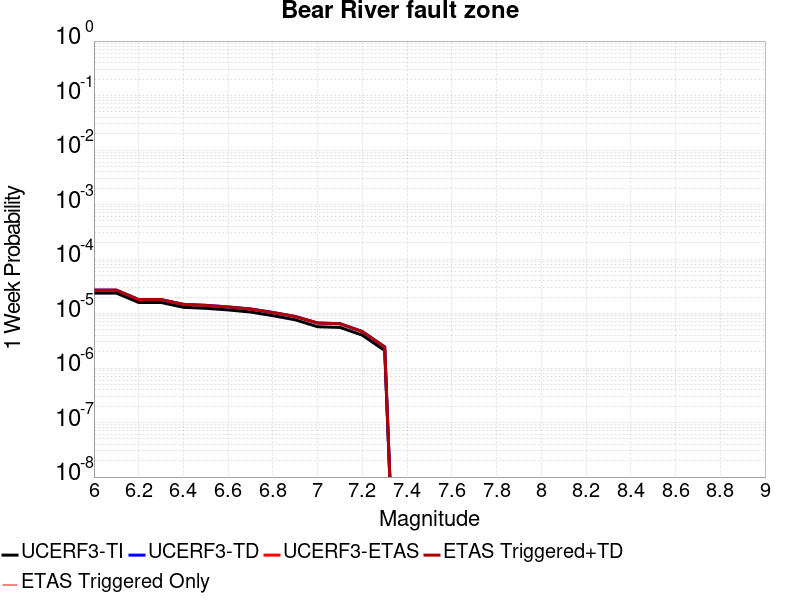 Bear River fault zone
10^0
10^-1
10^-2
10^-3
10^-4
10^-5
10^-6
10^-7
10^-8
1 Week Probability
6 6.2 6.4 6.6 6.8 7 7.2 7.4 7.6 7.8 8 8.2 8.4 8.6 8.8 9
Magnitude
UCERF3-TI UCERF3-TD UCERF3-ETAS ETAS Triggered+TD
ETAS Triggered Only